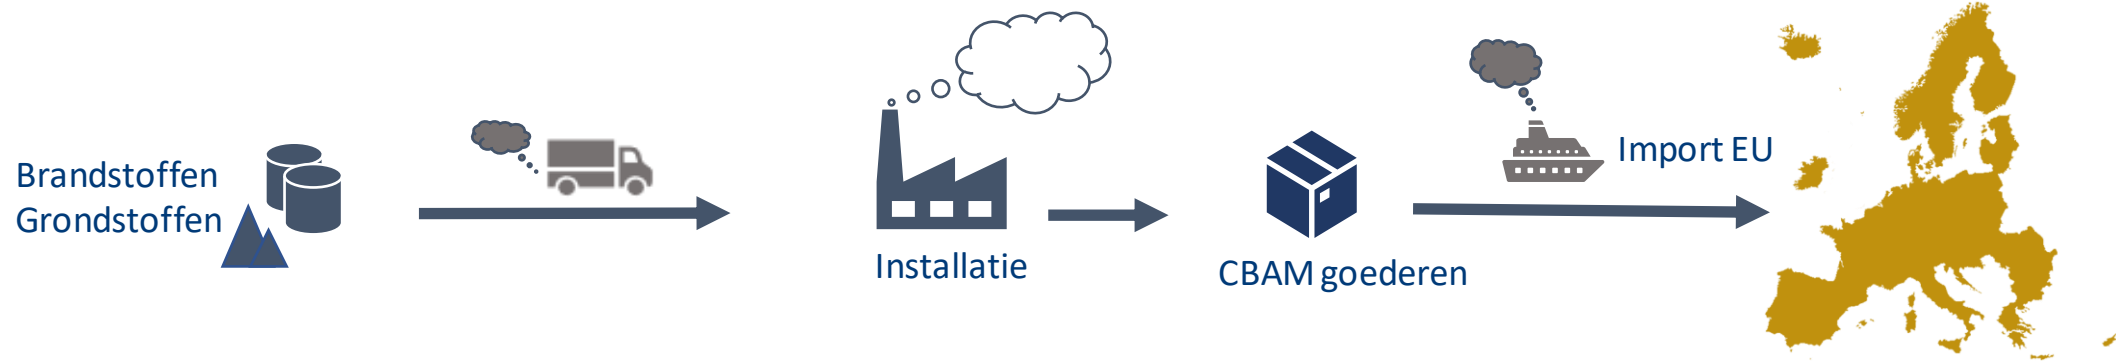 Brandstoffen
Grondstoffen
Installatie
CBAM goederen
Import EU